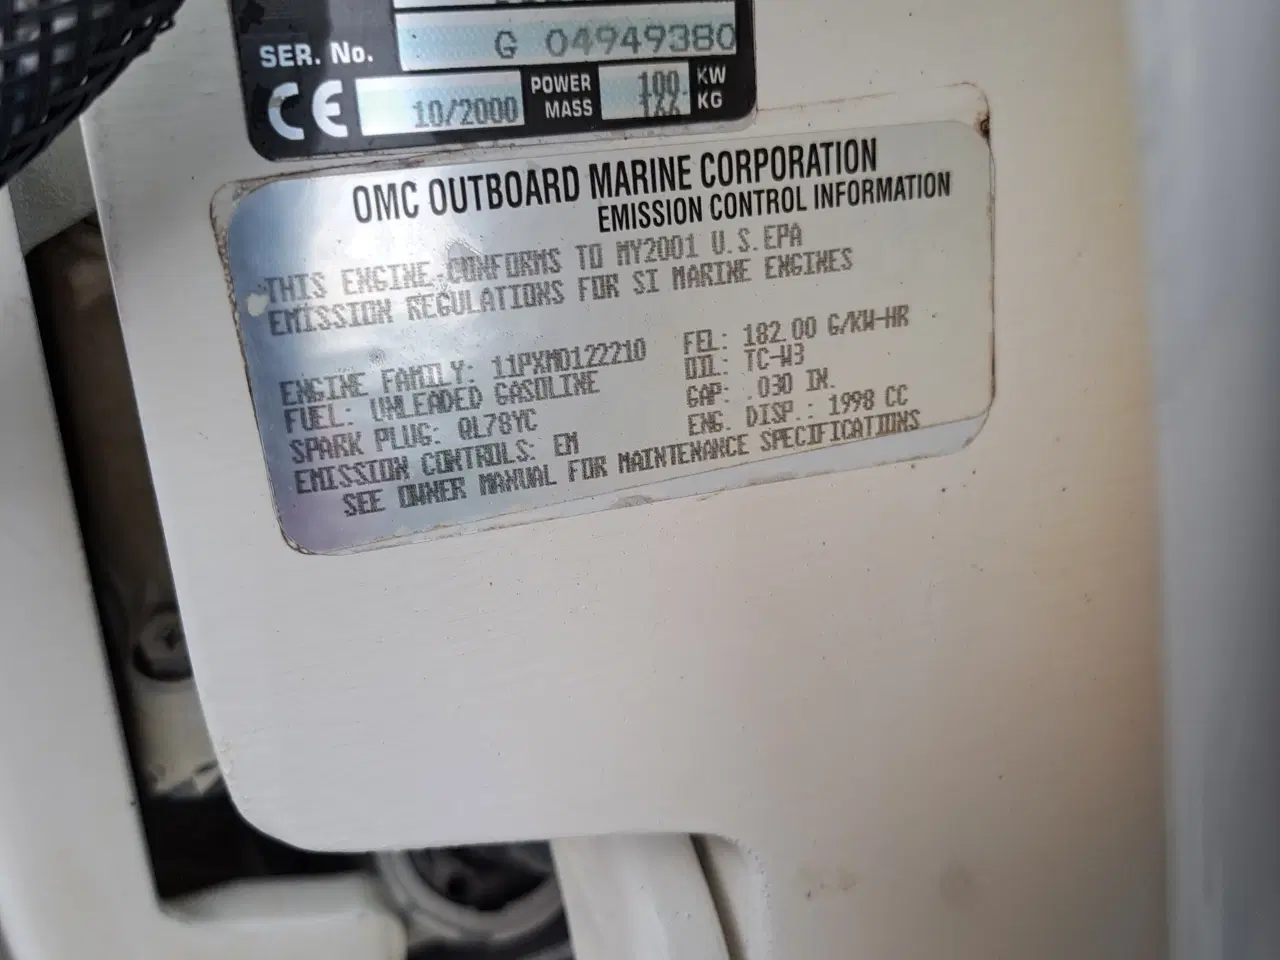 SER. No. G 04949380
CE 10/2000 POWER 100. KW
MASS KG
OMC OUTBOARD MARINE CORPORATION
EMISSION CONTROL INFORMATION
THIS ENGINE CONFORMS TO MY2001 U.S.EPA
EMISSION REGULATIONS FOR SI MARINE ENGINES
ENGINE FAMILY: 11PXM0122210 FEL: 182.00 G/KW-HR
FUEL: UNLEADED GASOLINE OIL: TC-W3
SPARK PLUG: QL78YC GAP: .030 IN.
EMISSION CONTROLS: EM ENG. DISP.: 1998 CC
SEE OWNER MANUAL FOR MAINTENANCE SPECIFICATIONS